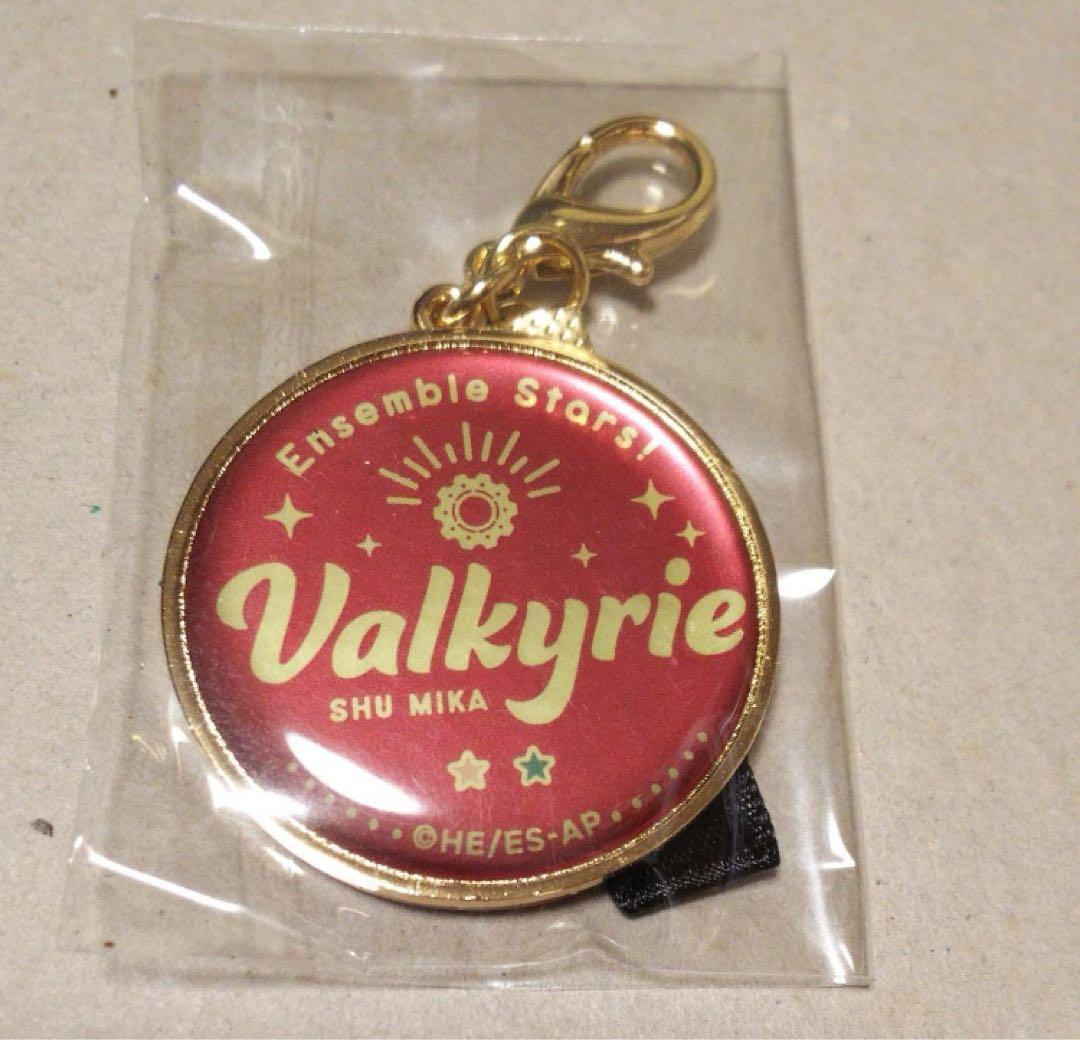 Ensemble Stars!
Valkyrie
SHU MIKA
©HE/ES-AP